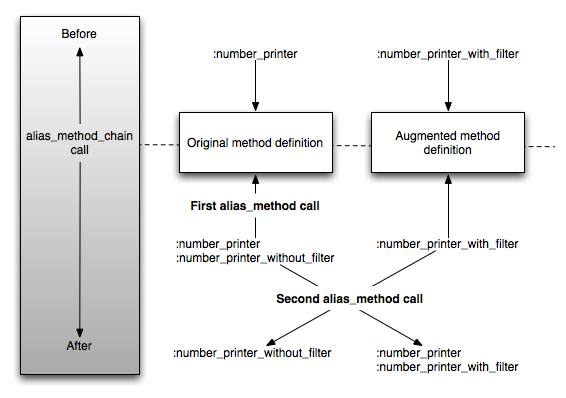 Before
:number_printer
:number_printer_with_filter
alias_method_chain
call
Original method definition
Augmented method
definition
First alias_method call
:number_printer
:number_printer_without_filter
:number_printer_with_filter
Second alias_method call
After
:number_printer_without_filter
:number_printer
:number_printer_with_filter